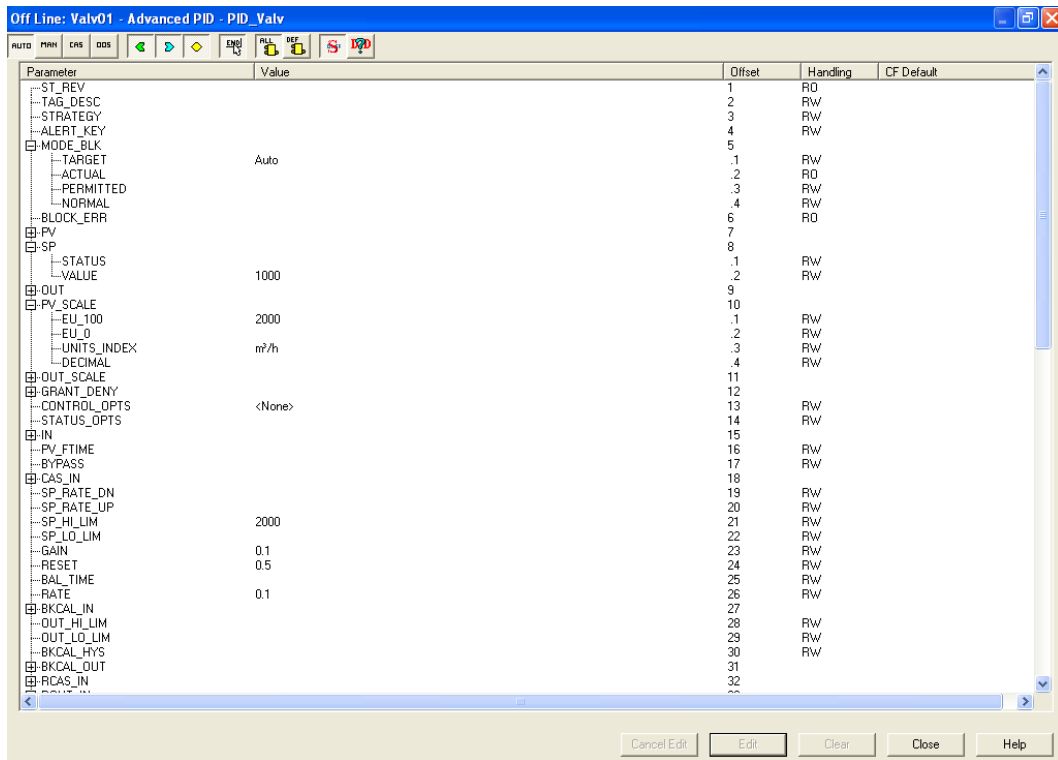 Off Line: Valv01 - Advanced PID - PID_Valv
AUTO MAN CAS OOS ENG! ALL DEF S DD
Parameter Value Offset Handling CF Default
ST_REV 1 RO
TAG_DESC 2 RW
STRATEGY 3 RW
ALERT_KEY 4 RW
MODE_BLK 5
TARGET Auto .1 RW
ACTUAL .2 RO
PERMITTED .3 RW
NORMAL .4 RW
BLOCK_ERR 6 RO
PV 7
SP 8
STATUS .1 RW
VALUE 1000 .2 RW
OUT 9
PV_SCALE 10
EU_100 2000 .1 RW
EU_0 .2 RW
UNITS_INDEX m³/h .3 RW
DECIMAL .4 RW
OUT_SCALE 11
GRANT_DENY 12
CONTROL_OPTS <None> 13 RW
STATUS_OPTS 14 RW
IN 15
PV_FTIME 16 RW
BYPASS 17 RW
CAS_IN 18
SP_RATE_DN 19 RW
SP_RATE_UP 20 RW
SP_HI_LIM 2000 21 RW
SP_LO_LIM 22 RW
GAIN 0.1 23 RW
RESET 0.5 24 RW
BAL_TIME 25 RW
RATE 0.1 26 RW
BKCAL_IN 27
OUT_HI_LIM 28 RW
OUT_LO_LIM 29 RW
BKCAL_HYS 30 RW
BKCAL_OUT 31
RCAS_IN 32
Cancel Edit Edit Clear Close Help